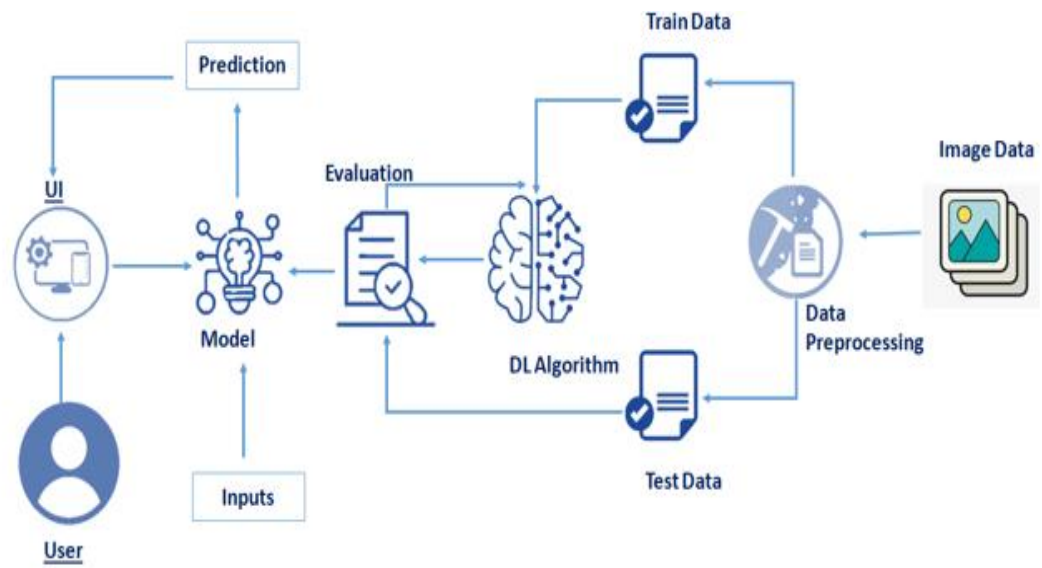 Train Data
Prediction
Image Data
Evaluation
UI
Data
Preprocessing
Model
DL Algorithm
Test Data
Inputs
User